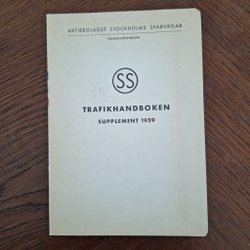 AKTIEBOLAGET STOCKHOLMS SPÅRVÄGAR
SS
TRAFIKHANDBOKEN
SUPPLEMENT 1959